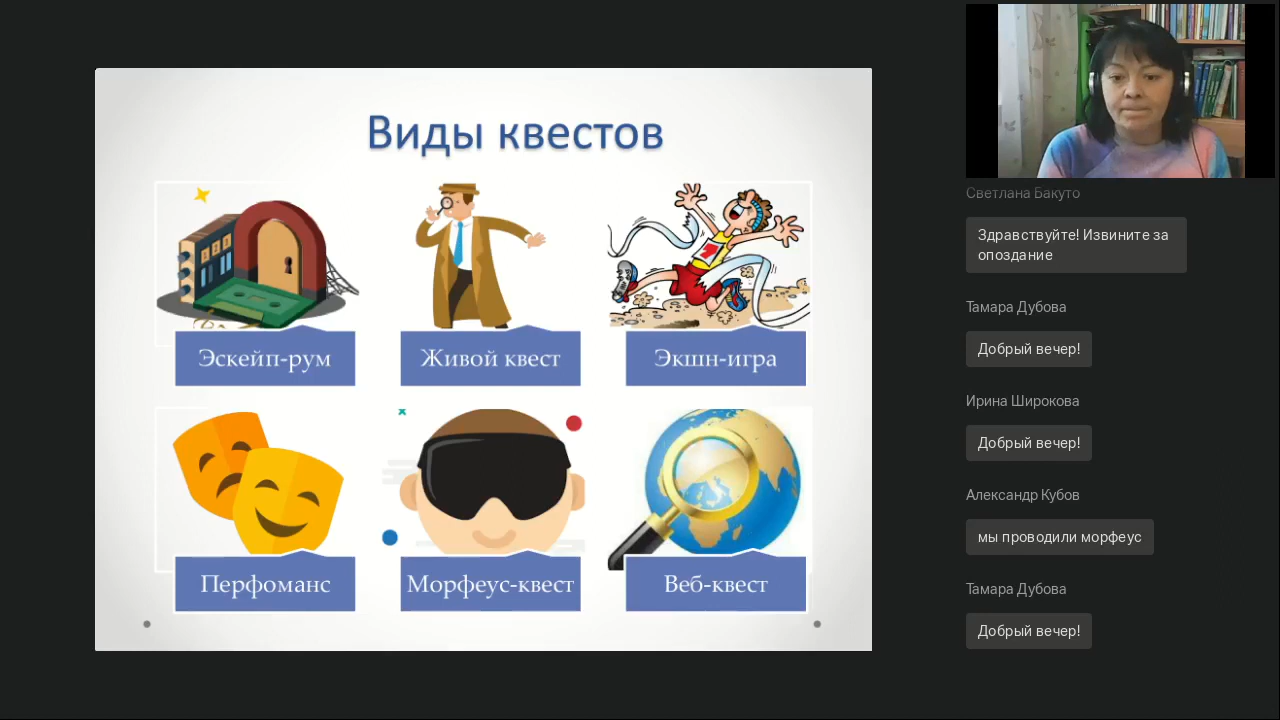 Виды квестов
Эскейп-рум
Живой квест
Экшн-игра
Перфоманс
Морфеус-квест
Веб-квест
Светлана Бакуто
Здравствуйте! Извините за
опоздание
Тамара Дубова
Добрый вечер!
Ирина Широкова
Добрый вечер!
Александр Кубов
мы проводили морфеус
Тамара Дубова
Добрый вечер!